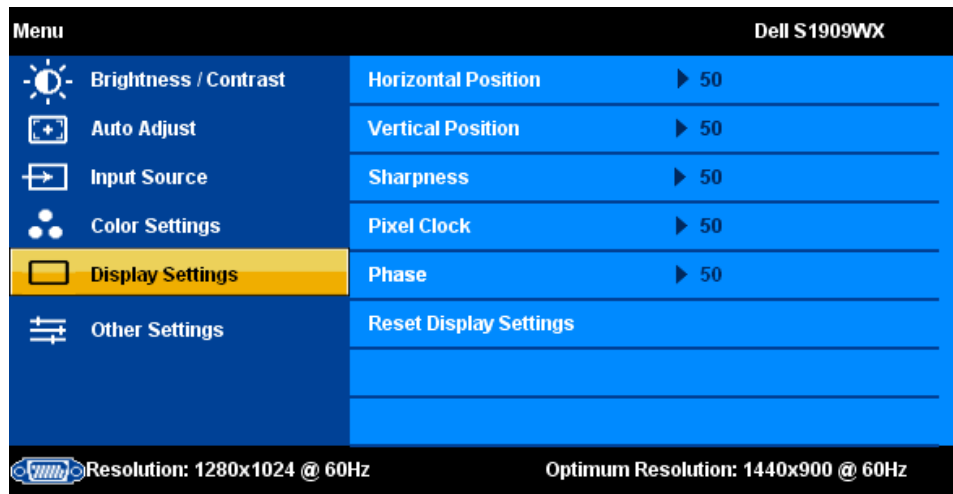 Menu Dell S1909WX
Brightness / Contrast
Auto Adjust
Input Source
Color Settings
Display Settings
Other Settings
Horizontal Position 50
Vertical Position 50
Sharpness 50
Pixel Clock 50
Phase 50
Reset Display Settings
Resolution: 1280x1024 @ 60Hz Optimum Resolution: 1440x900 @ 60Hz